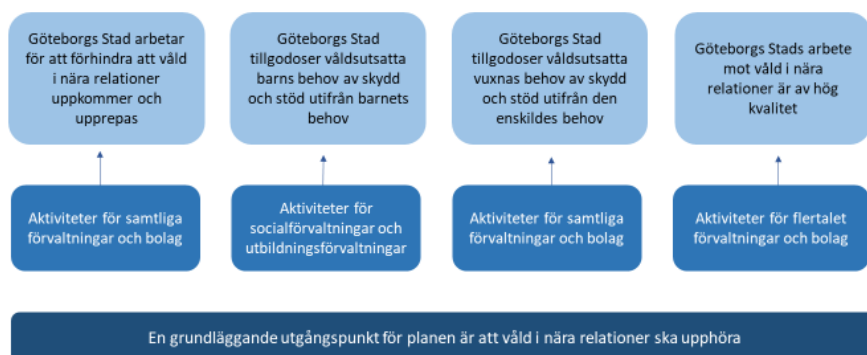 Göteborgs Stad arbetar
för att förhindra att våld
i nära relationer
uppkommer och
upprepas
Göteborgs Stad
tillgodoser våldsutsatta
barns behov av skydd
och stöd utifrån barnets
behov
Göteborgs Stad
tillgodoser våldsutsatta
vuxnas behov av skydd
och stöd utifrån den
enskildes behov
Göteborgs Stads arbete
mot våld i nära
relationer är av hög
kvalitet
Aktiviteter för samtliga
förvaltningar och bolag
Aktiviteter för
socialförvaltningar och
utbildningsförvaltningar
Aktiviteter för samtliga
förvaltningar och bolag
Aktiviteter för flertalet
förvaltningar och bolag
En grundläggande utgångspunkt för planen är att våld i nära relationer ska upphöra